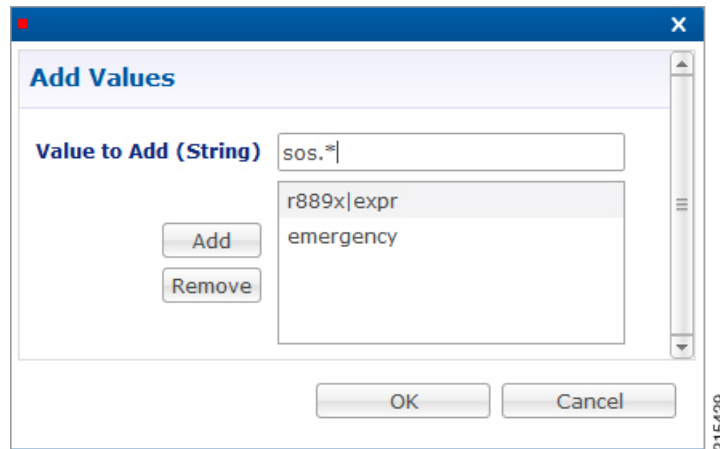 x
Add Values
Value to Add (String) sos.*
r889x|expr
emergency
Add
Remove
OK Cancel